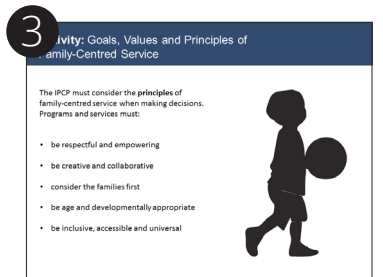 3
ivity: Goals, Values and Principles of
amily-Centred Service
The IPCP must consider the principles of
family-centred service when making decisions.
Programs and services must:
• be respectful and empowering
• be creative and collaborative
• consider the families first
• be age and developmentally appropriate
• be inclusive, accessible and universal